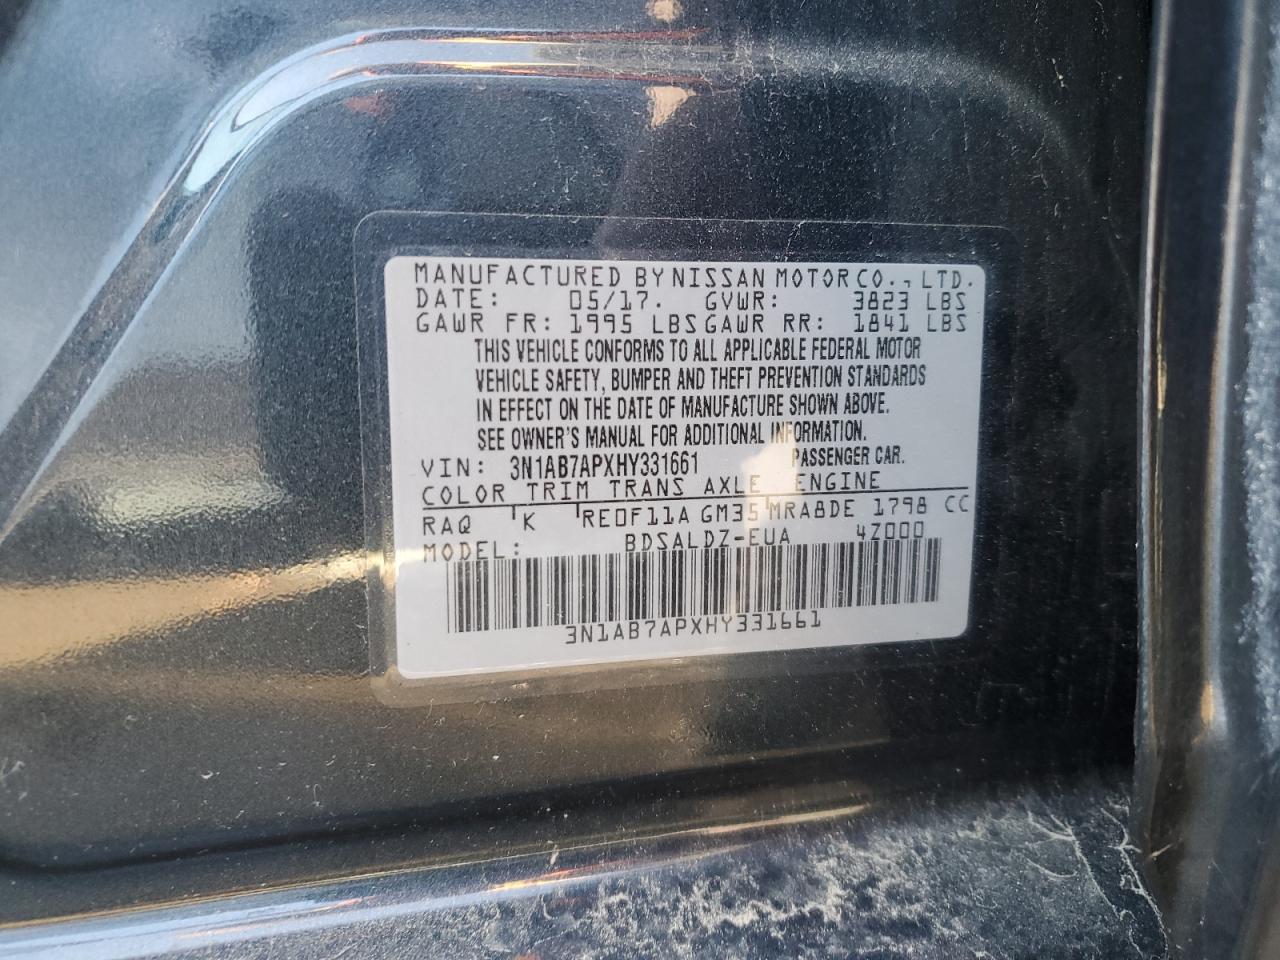 MANUFACTURED BY NISSAN MOTOR CO., LTD.
DATE: 05/17. GVWR: 3823 LBS
GAWR FR: 1995 LBS GAWR RR: 1841 LBS
THIS VEHICLE CONFORMS TO ALL APPLICABLE FEDERAL MOTOR
VEHICLE SAFETY, BUMPER AND THEFT PREVENTION STANDARDS
IN EFFECT ON THE DATE OF MANUFACTURE SHOWN ABOVE.
SEE OWNER'S MANUAL FOR ADDITIONAL INFORMATION.
VIN: 3N1AB7APXHY331661 PASSENGER CAR.
COLOR TRIM TRANS AXLE ENGINE
RAQ K RE0F11A GM35 MRA8DE 1798 CC
MODEL: BDSALDZ-EUA 4Z000
3N1AB7APXHY331661